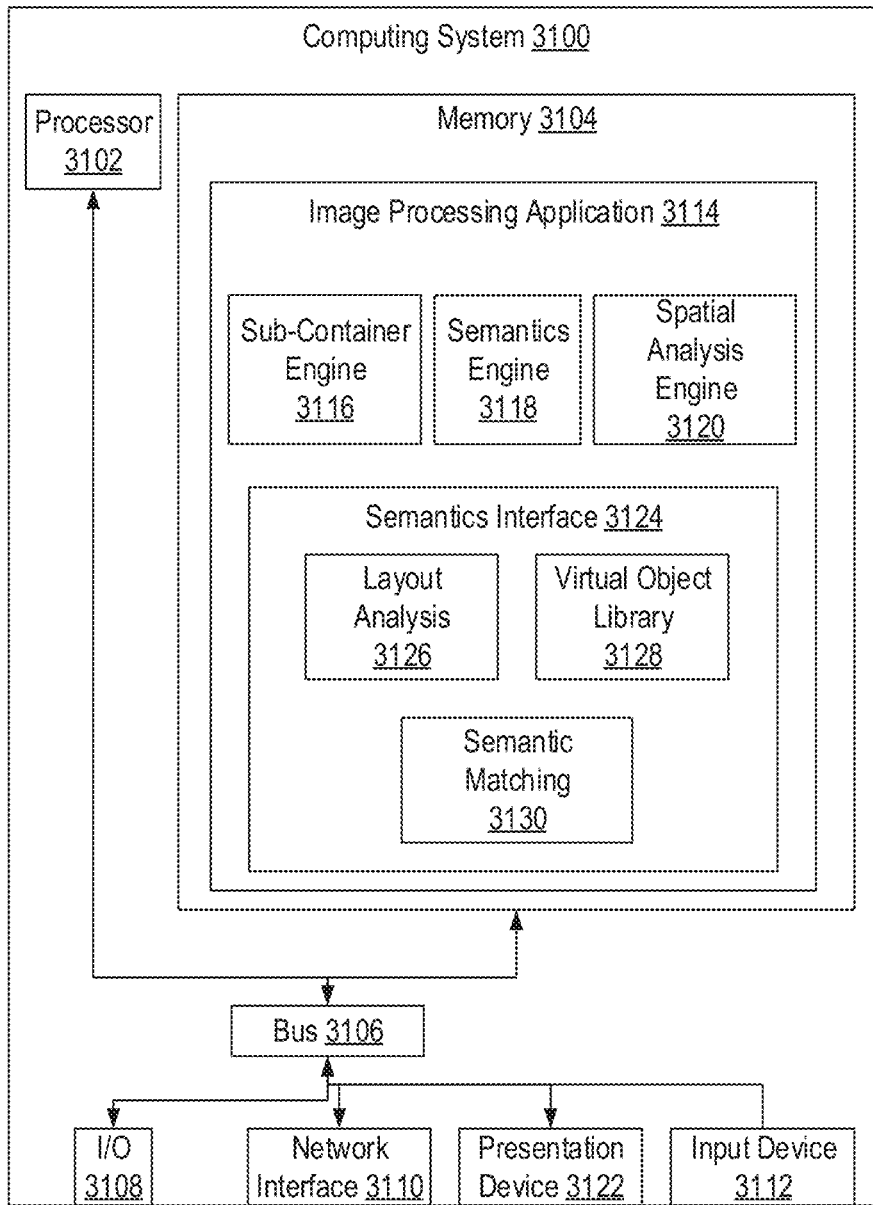 Computing System 3100
Processor
3102
Memory 3104
Image Processing Application 3114
Sub-Container
Engine
3116
Semantics
Engine
3118
Spatial
Analysis
Engine
3120
Semantics Interface 3124
Layout
Analysis
3126
Virtual Object
Library
3128
Semantic
Matching
3130
Bus 3106
I/O
3108
Network
Interface 3110
Presentation
Device 3122
Input Device
3112